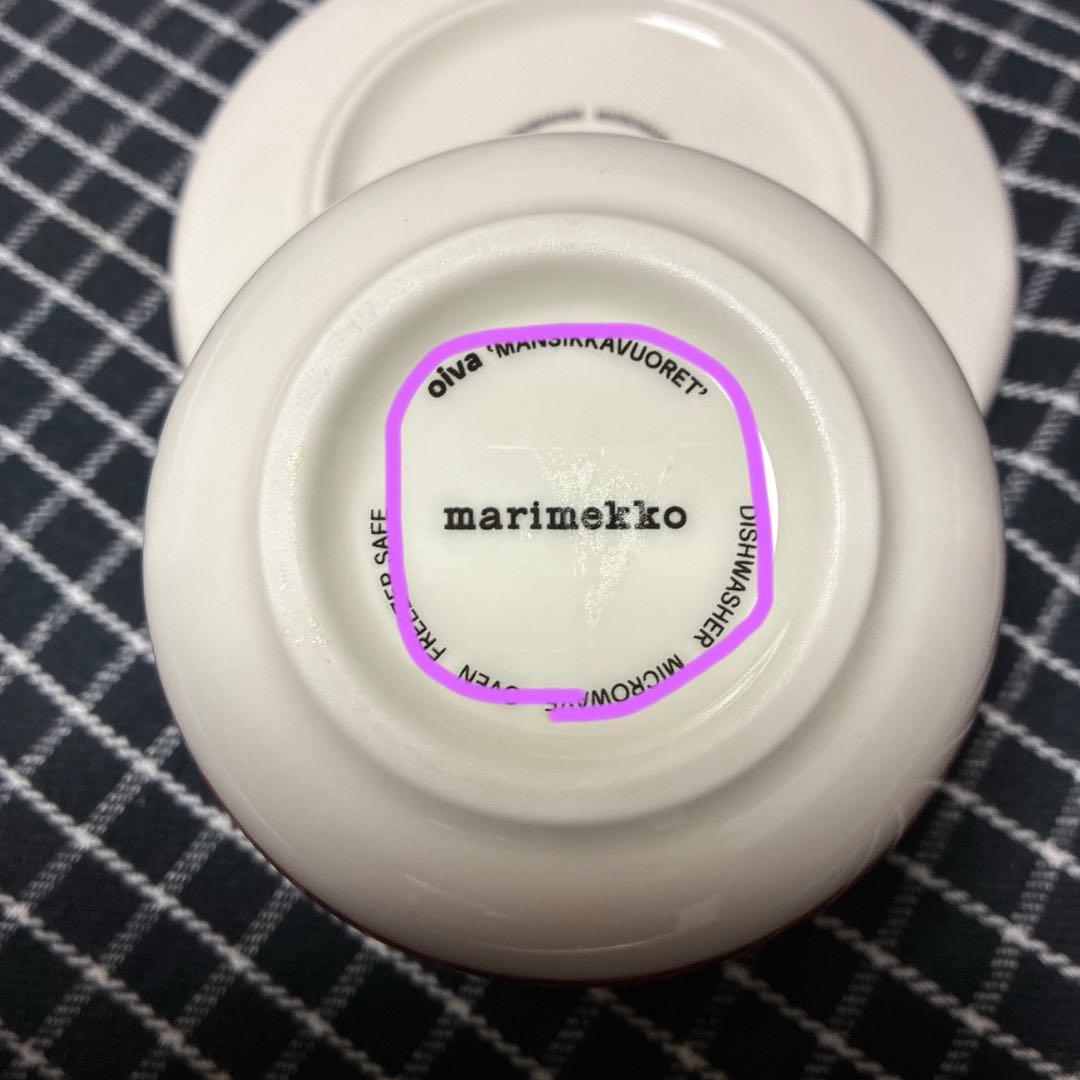 oiva 'MANSIKKAVUORET'
marimekko
DISHWASHER MICROWAVE OVEN FREEZER SAFE